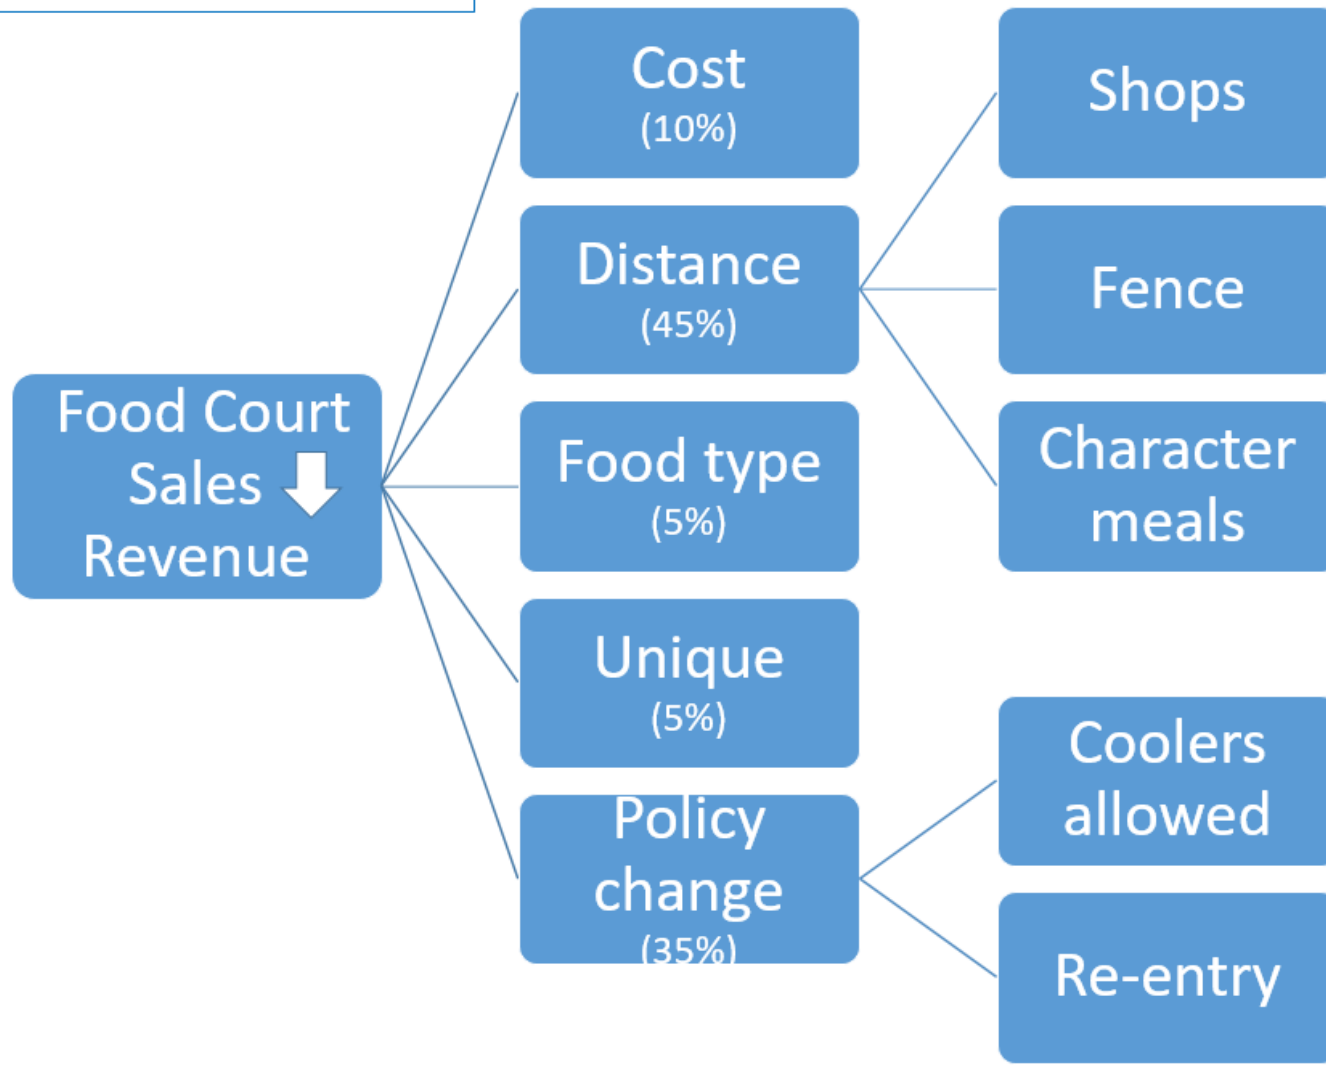 Food Court
Sales
Revenue
Cost
(10%)
Distance
(45%)
Food type
(5%)
Unique
(5%)
Policy
change
(35%)
Shops
Fence
Character
meals
Coolers
allowed
Re-entry